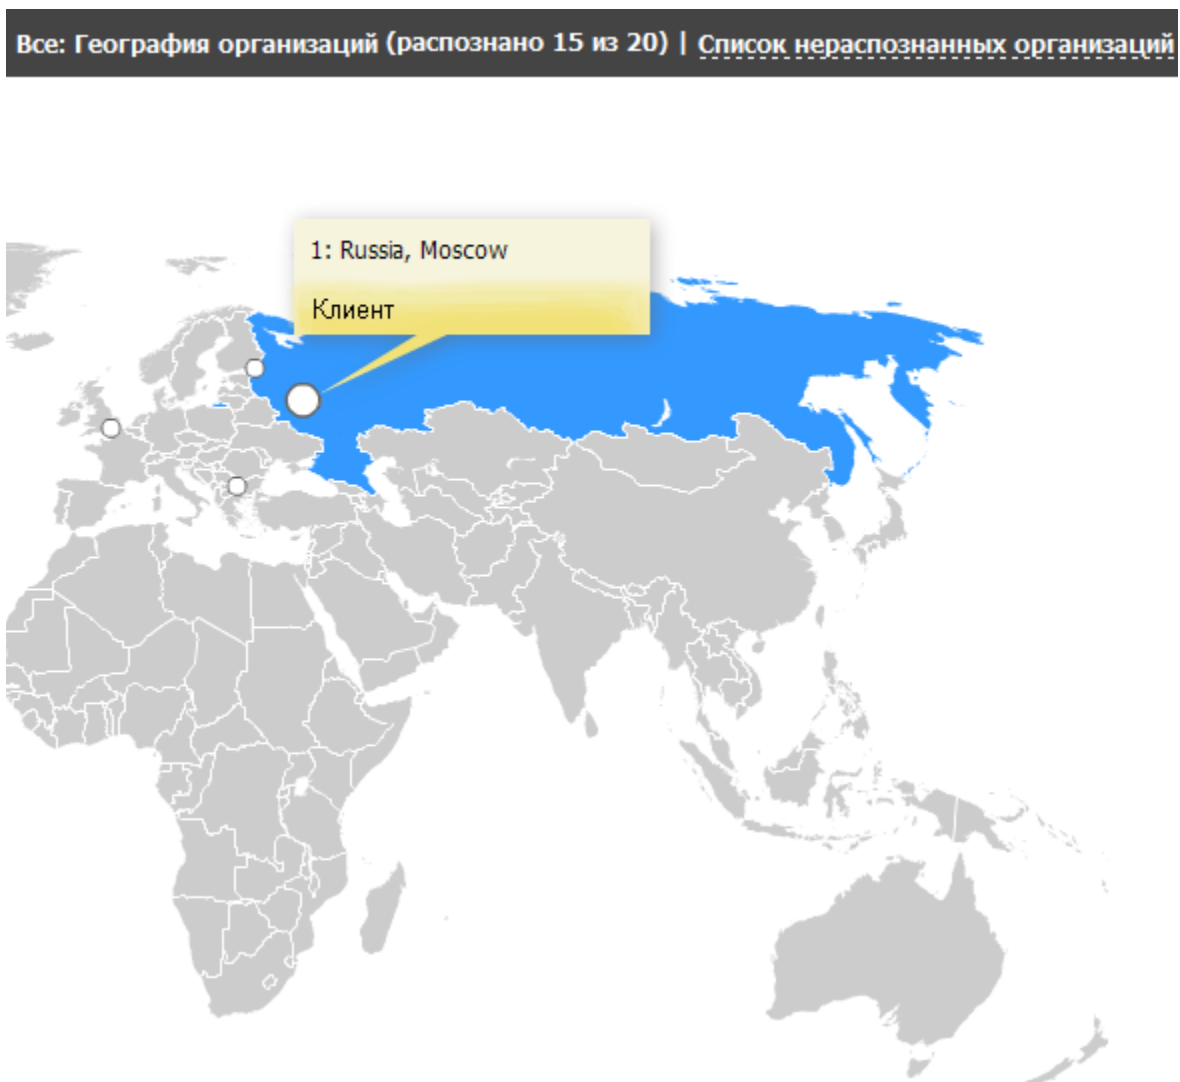 Все: География организаций (распознано 15 из 20) | Список нераспознанных организаций
1: Russia, Moscow
Клиент